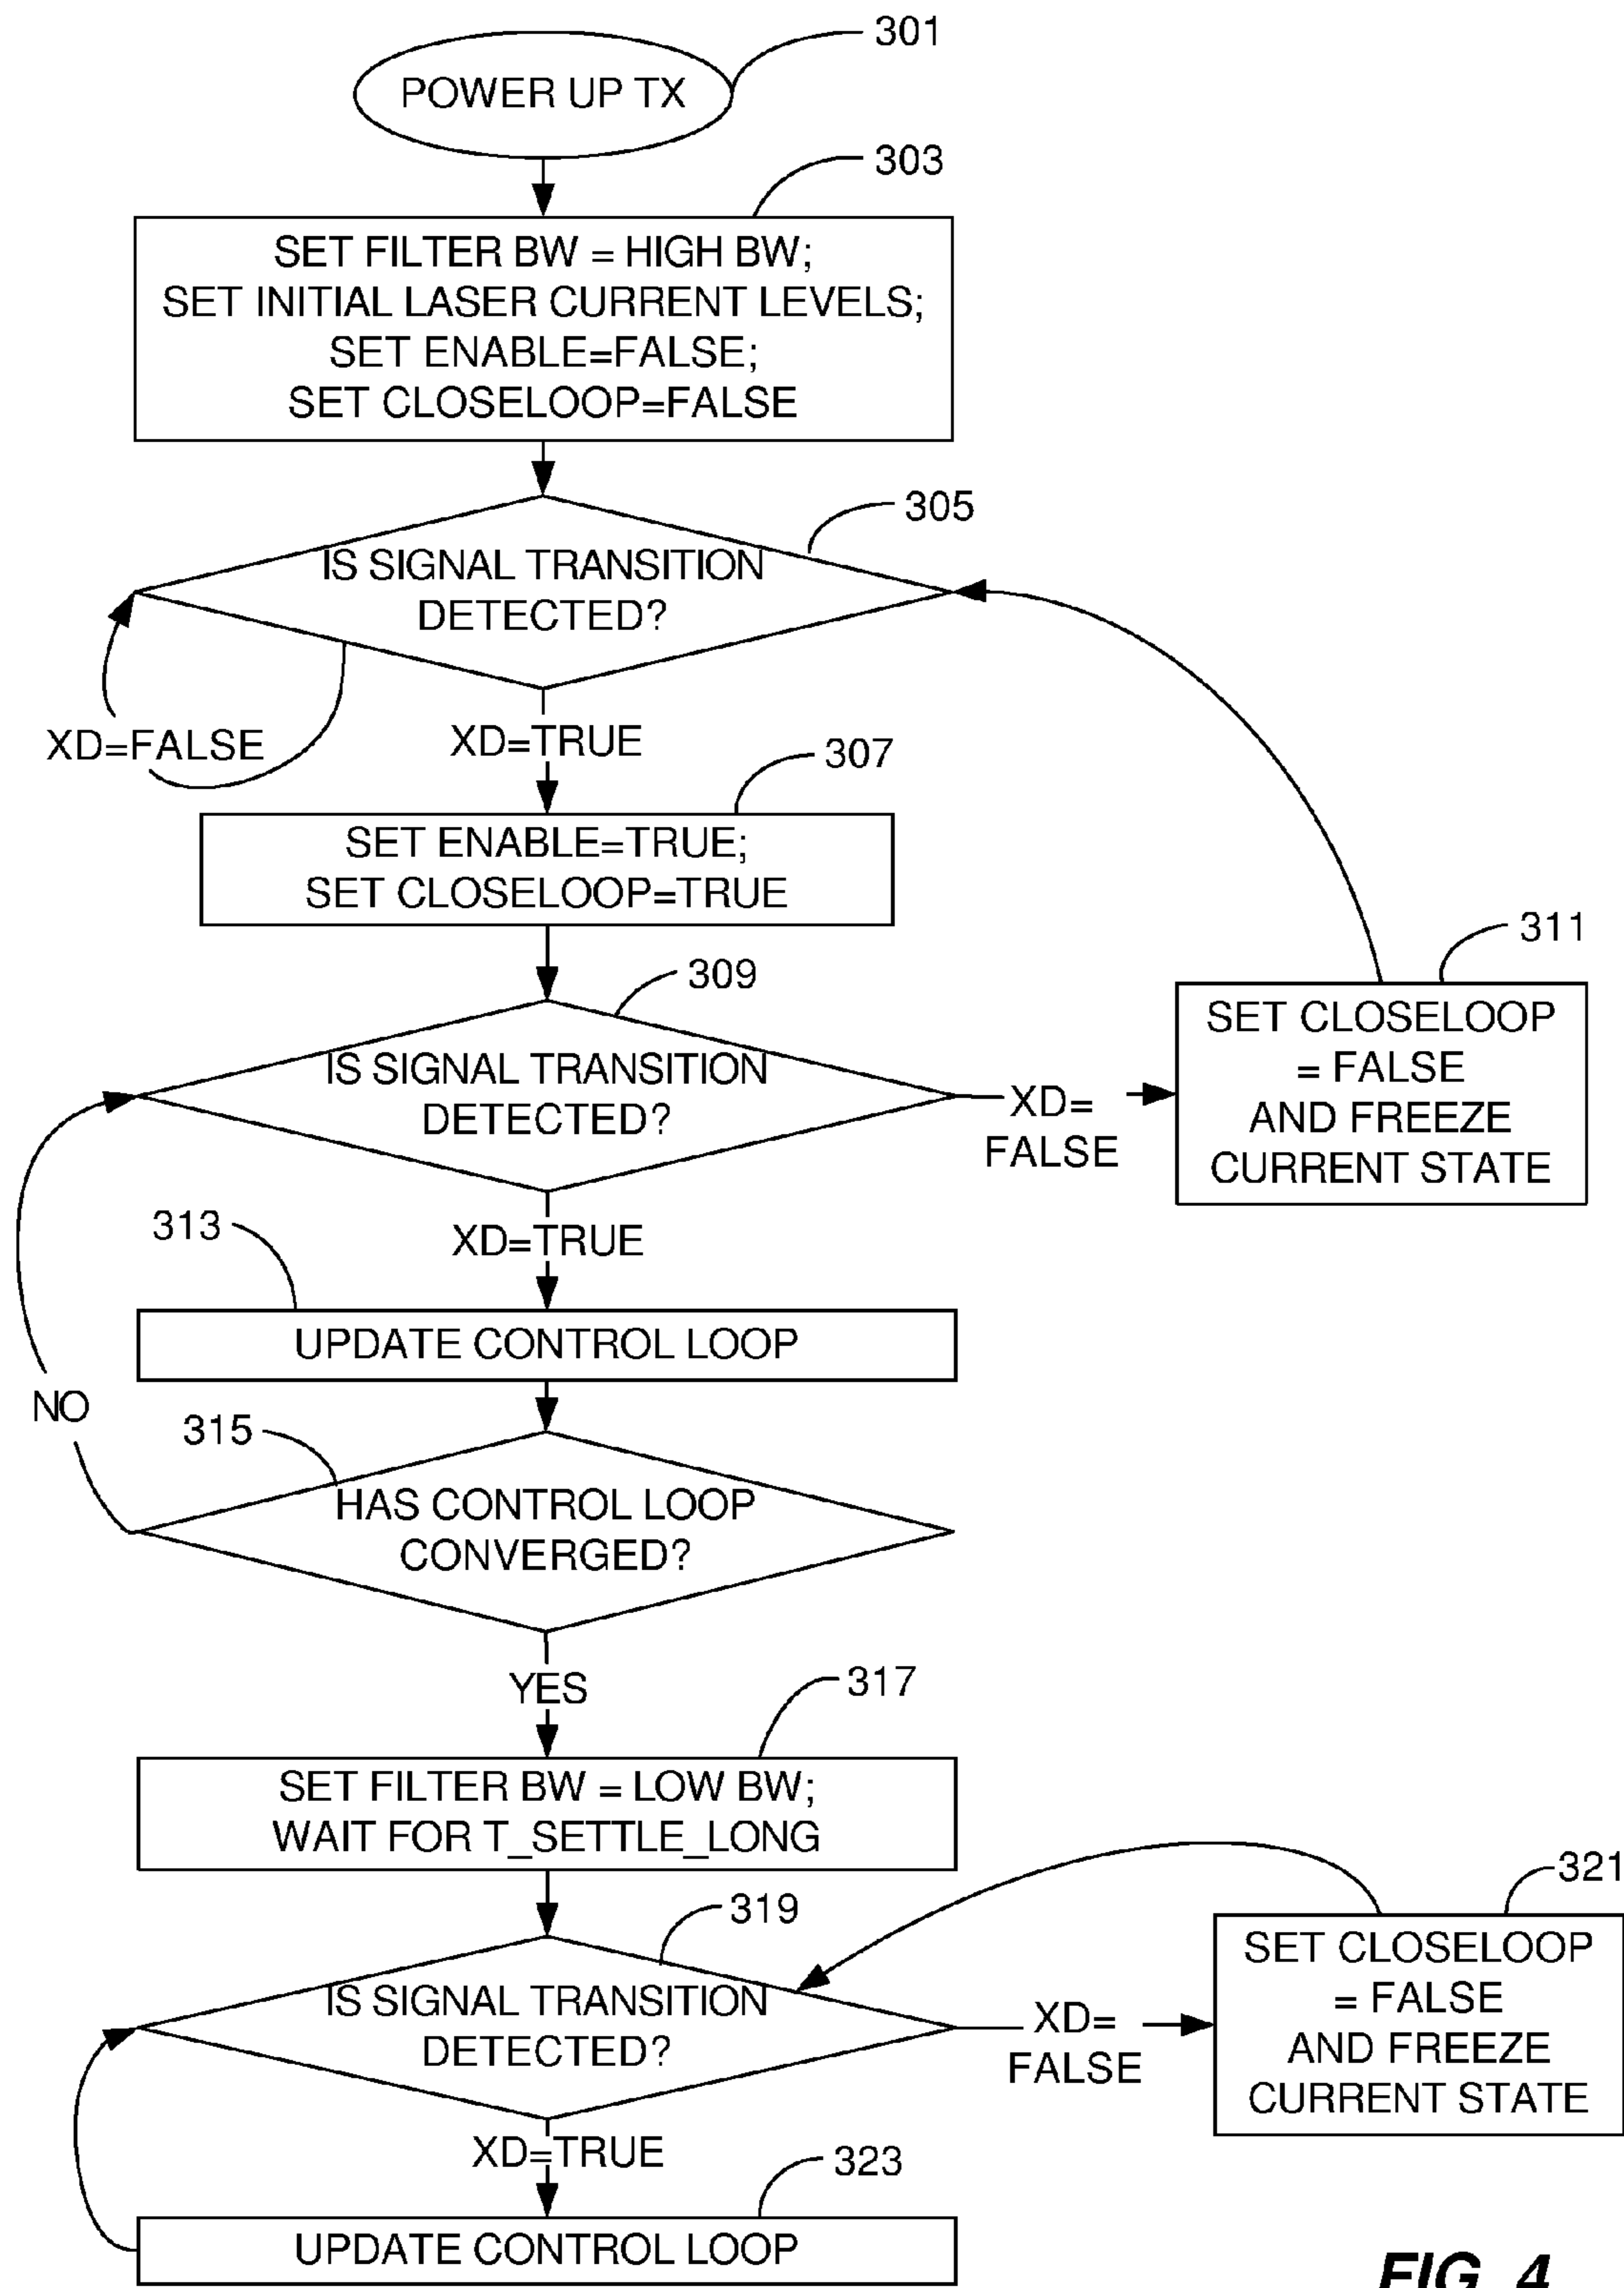 301
POWER UP TX
303
SET FILTER BW = HIGH BW;
SET INITIAL LASER CURRENT LEVELS;
SET ENABLE=FALSE;
SET CLOSELOOP=FALSE
305
IS SIGNAL TRANSITION
DETECTED?
XD=FALSE
XD=TRUE
307
SET ENABLE=TRUE;
SET CLOSELOOP=TRUE
309
IS SIGNAL TRANSITION
DETECTED?
XD=
FALSE
311
SET CLOSELOOP
= FALSE
AND FREEZE
CURRENT STATE
XD=TRUE
313
UPDATE CONTROL LOOP
NO
315
HAS CONTROL LOOP
CONVERGED?
YES
317
SET FILTER BW = LOW BW;
WAIT FOR T_SETTLE_LONG
319
IS SIGNAL TRANSITION
DETECTED?
XD=
FALSE
321
SET CLOSELOOP
= FALSE
AND FREEZE
CURRENT STATE
XD=TRUE
323
UPDATE CONTROL LOOP
FIG. 4